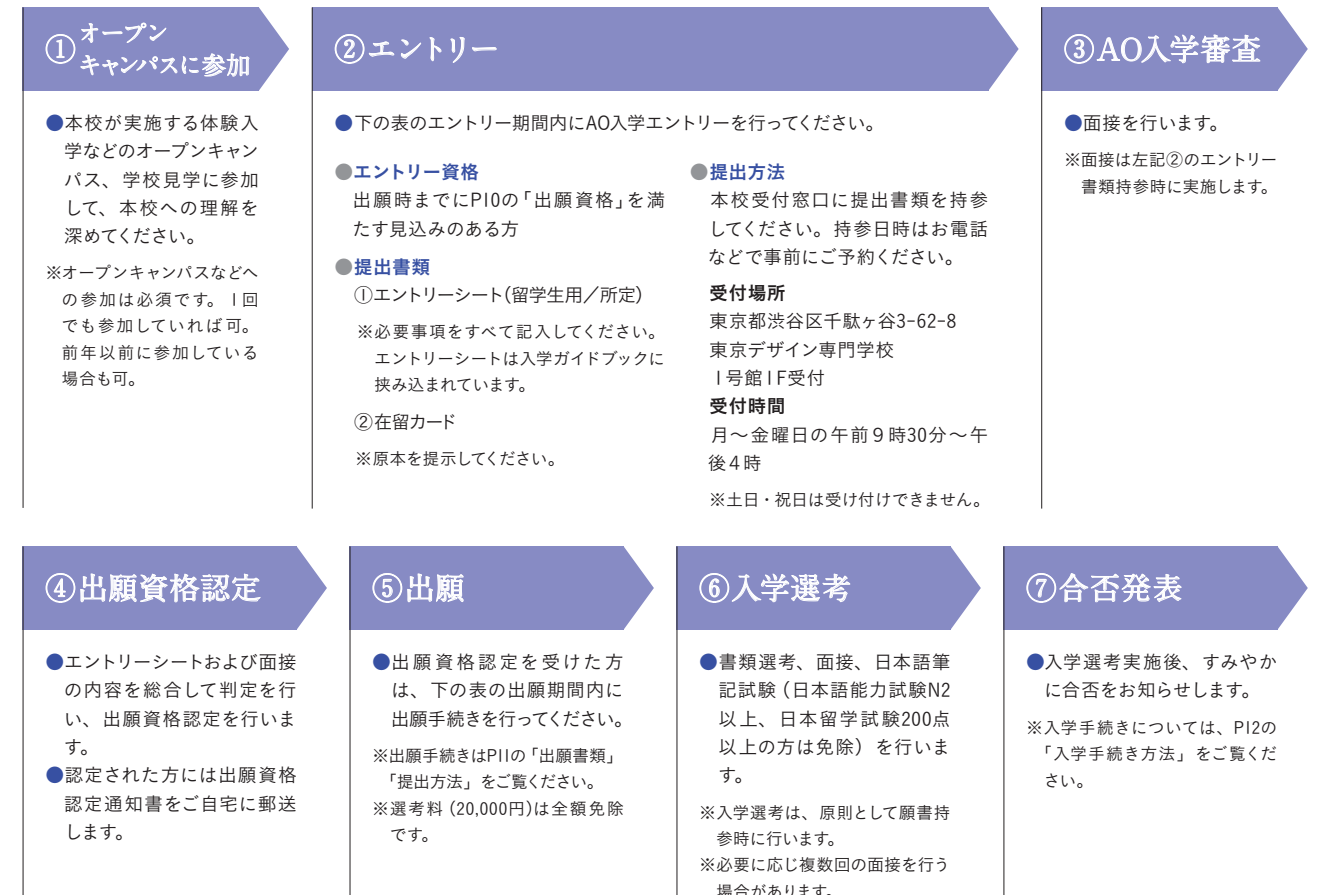 ①オープン
キャンパスに参加
●本校が実施する体験入
学などのオープンキャン
パス、学校見学に参加
して、本校への理解を
深めてください。
※オープンキャンパスなどへ
の参加は必須です。1回
でも参加していれば可。
前年以前に参加している
場合も可。
②エントリー
●下の表のエントリー期間内にAO入学エントリーを行ってください。
●エントリー資格
出願時までにP10の「出願資格」を満
たす見込みのある方
●提出書類
①エントリーシート(留学生用/所定)
※必要事項をすべて記入してください。
エントリーシートは入学ガイドブックに
挟み込まれています。
②在留カード
※原本を提示してください。
●提出方法
本校受付窓口に提出書類を持参
してください。持参日時はお電話
などで事前にご予約ください。
受付場所
東京都渋谷区千駄ヶ谷3-62-8
東京デザイン専門学校
1号館1F受付
受付時間
月～金曜日の午前9時30分～午
後4時
※土日・祝日は受け付けできません。
③AO入学審査
●面接を行います。
※面接は左記②のエントリー
書類持参時に実施します。
④出願資格認定
●エントリーシートおよび面接
の内容を総合して判定を行
い、出願資格認定を行いま
す。
●認定された方には出願資格
認定通知書をご自宅に郵送
します。
⑤出願
●出願資格認定を受けた方
は、下の表の出願期間内に
出願手続きを行ってください。
※出願手続きはP11の「出願書類」
「提出方法」をご覧ください。
※選考料(20,000円)は全額免除
です。
⑥入学選考
●書類選考、面接、日本語筆
記試験(日本語能力試験N2
以上、日本留学試験200点
以上の方は免除)を行いま
す。
※入学選考は、原則として願書持
参時に行います。
※必要に応じ複数回の面接を行う
場合があります。
⑦合否発表
●入学選考実施後、すみやか
に合否をお知らせします。
※入学手続きについては、P12の
「入学手続き方法」をご覧くだ
さい。